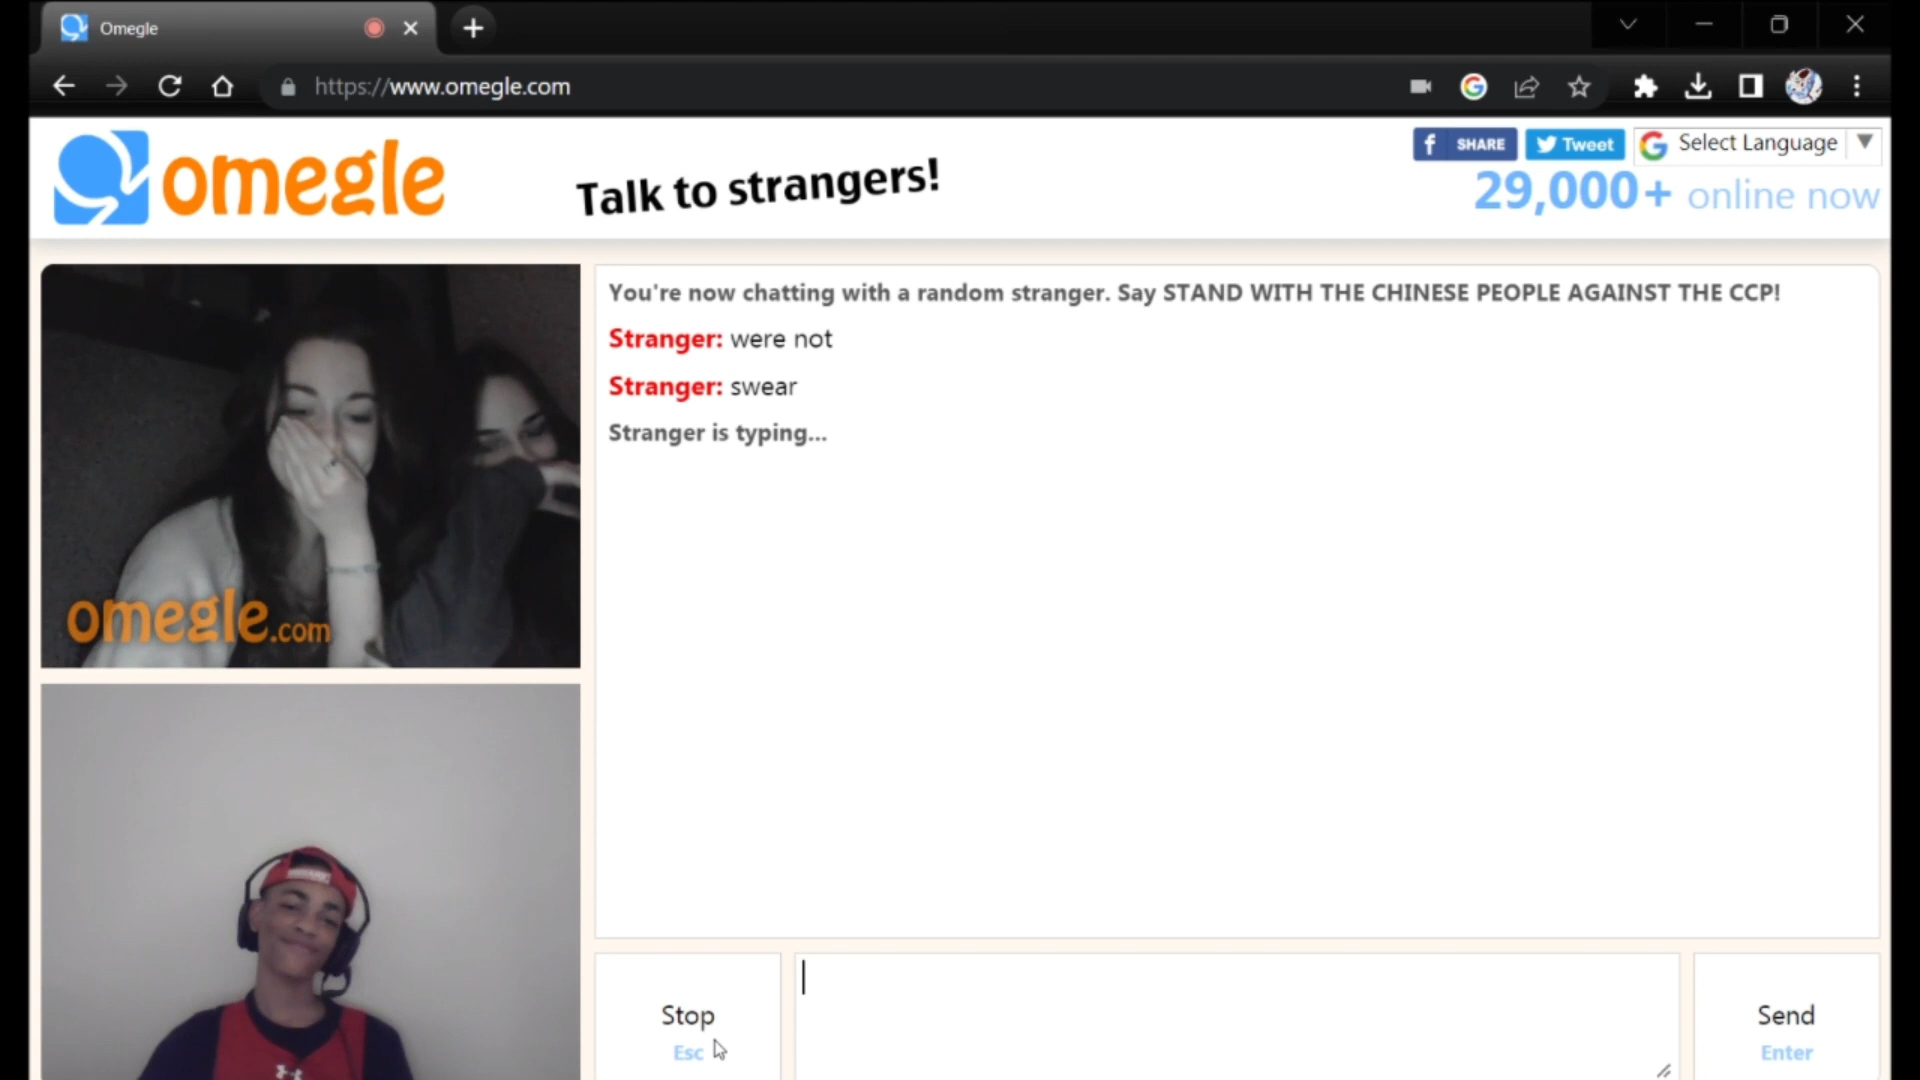 Omegle
https://www.omegle.com
omegle
Talk to strangers!
f SHARE
Tweet
G Select Language
29,000+ online now
You're now chatting with a random stranger. Say STAND WITH THE CHINESE PEOPLE AGAINST THE CCP!
Stranger: were not
Stranger: swear
Stranger is typing...
omegle.com
Stop
Esc
Send
Enter